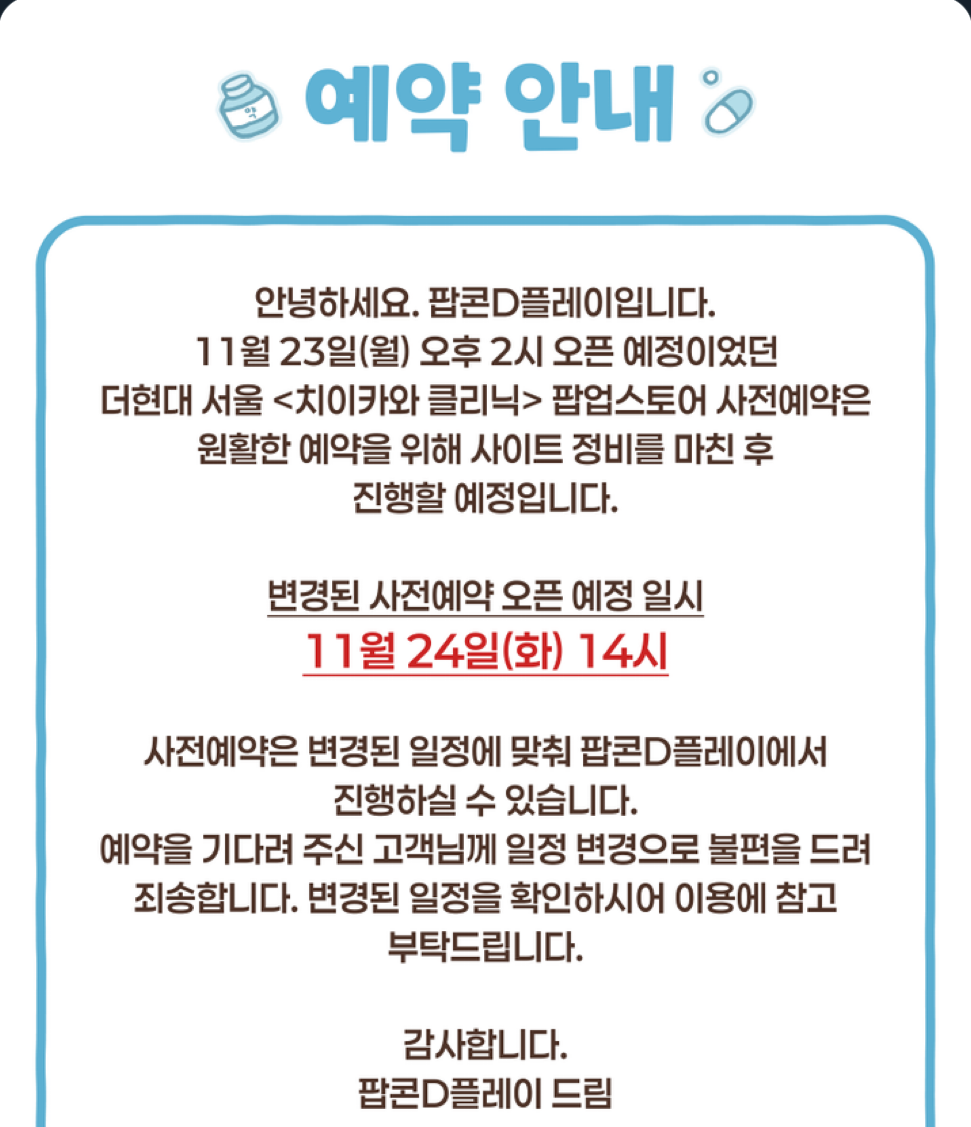 예약 안내
약
안녕하세요. 팝콘D플레이입니다.
11월 23일(월) 오후 2시 오픈 예정이었던
더현대 서울 <치이카와 클리닉> 팝업스토어 사전예약은
원활한 예약을 위해 사이트 정비를 마친 후
진행할 예정입니다.
변경된 사전예약 오픈 예정 일시
11월 24일(화) 14시
사전예약은 변경된 일정에 맞춰 팝콘D플레이에서
진행하실 수 있습니다.
예약을 기다려 주신 고객님께 일정 변경으로 불편을 드려
죄송합니다. 변경된 일정을 확인하시어 이용에 참고
부탁드립니다.
감사합니다.
팝콘D플레이 드림